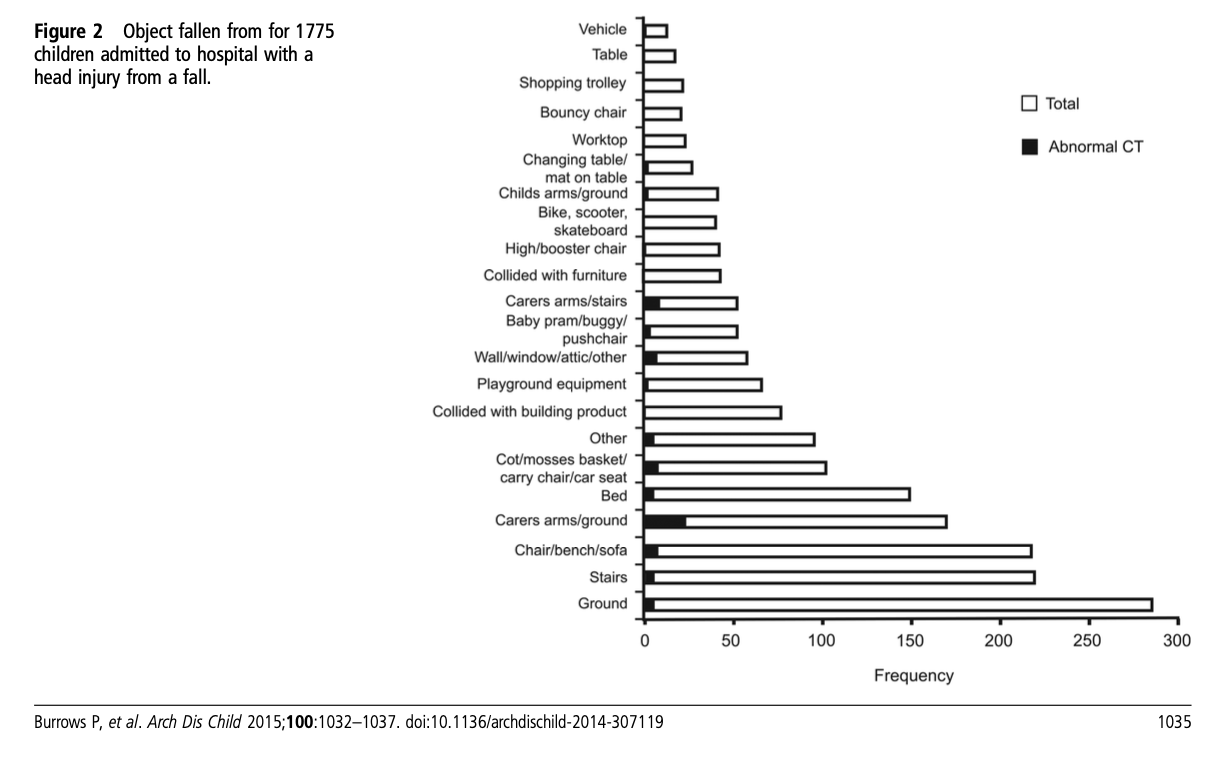 Figure 2 Object fallen from for 1775
children admitted to hospital with a
head injury from a fall.
Vehicle
Table
Shopping trolley
Bouncy chair
Worktop
Changing table/
mat on table
Childs arms/ground
Bike, scooter,
skateboard
High/booster chair
Collided with furniture
Carers arms/stairs
Baby pram/buggy/
pushchair
Wall/window/attic/other
Playground equipment
Collided with building product
Other
Cot/mosses basket/
carry chair/car seat
Bed
Carers arms/ground
Chair/bench/sofa
Stairs
Ground
Total
Abnormal CT
0 50 100 150 200 250 300
Frequency
Burrows P, et al. Arch Dis Child 2015;100:1032–1037. doi:10.1136/archdischild-2014-307119 1035